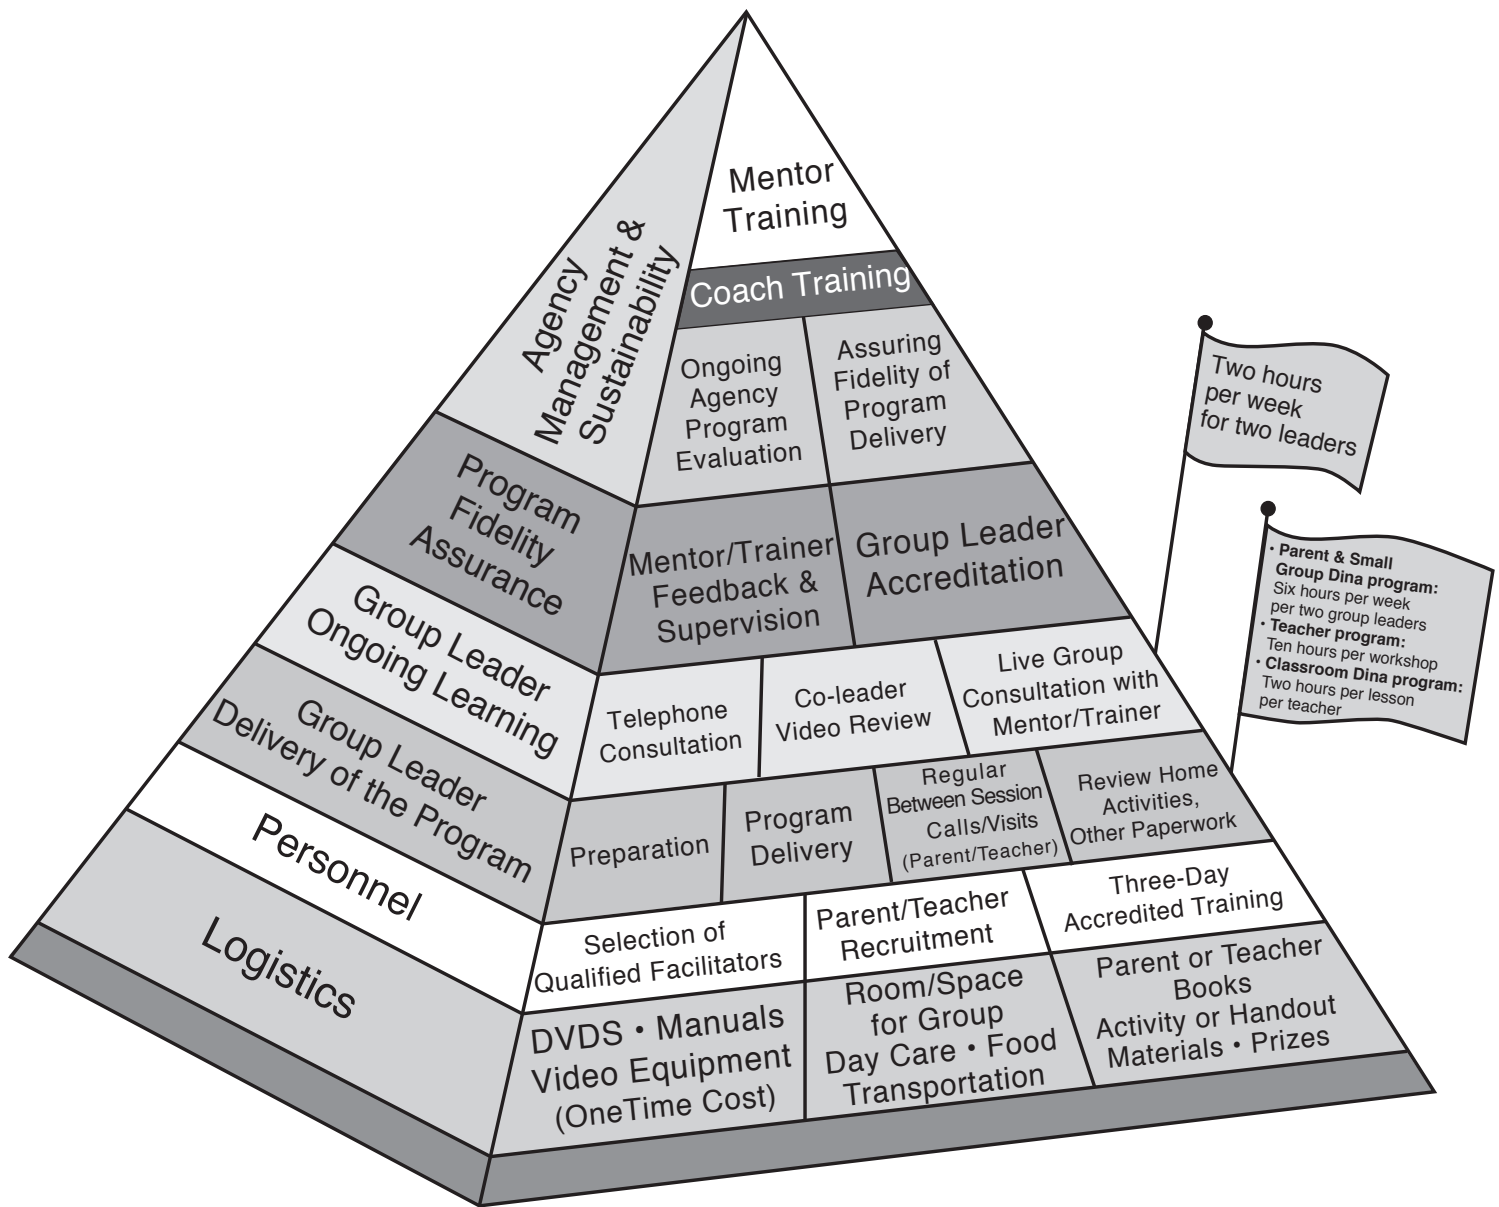 Mentor
Training
Coach Training
Agency
Management &
Sustainability
Ongoing
Agency
Program
Evaluation
Assuring
Fidelity of
Program
Delivery
Program
Fidelity
Assurance
Mentor/Trainer
Feedback &
Supervision
Group Leader
Accreditation
Group Leader
Ongoing Learning
Telephone
Consultation
Co-leader
Video Review
Live Group
Consultation with
Mentor/Trainer
Two hours
per week
for two leaders
Group Leader
Delivery of the Program
Preparation
Program
Delivery
Regular
Between Session
Calls/Visits
(Parent/Teacher)
Review Home
Activities,
Other Paperwork
• Parent & Small
Group Dina program:
Six hours per week
per two group leaders
• Teacher program:
Ten hours per workshop
• Classroom Dina program:
Two hours per lesson
per teacher
Personnel
Selection of
Qualified Facilitators
Parent/Teacher
Recruitment
Three-Day
Accredited Training
Logistics
DVDS • Manuals
Video Equipment
(OneTime Cost)
Room/Space
for Group
Day Care • Food
Transportation
Parent or Teacher
Books
Activity or Handout
Materials • Prizes